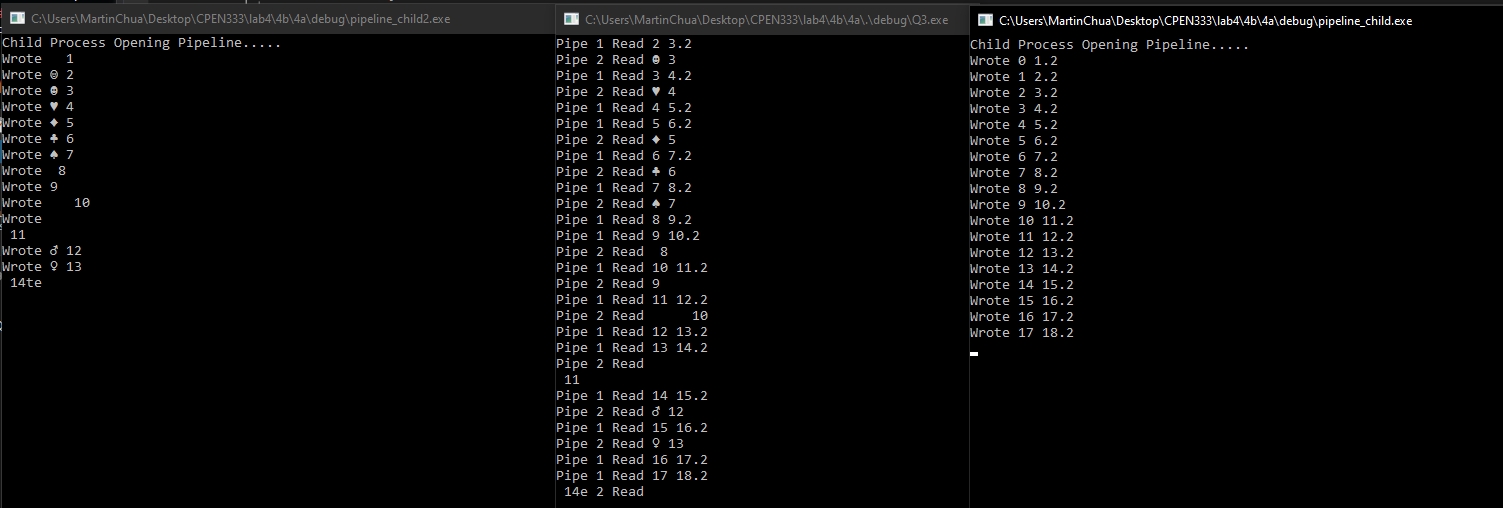 C:\Users\MartinChua\Desktop\CPEN333\lab4\4b\4a\debug\pipeline_child2.exe
Child Process Opening Pipeline.....
Wrote   1
Wrote ☺ 2
Wrote ☻ 3
Wrote ♥ 4
Wrote ♦ 5
Wrote ♣ 6
Wrote ♠ 7
Wrote  8
Wrote 9
Wrote    10
Wrote
 11
Wrote ♂ 12
Wrote ♀ 13
 14te
C:\Users\MartinChua\Desktop\CPEN333\lab4\4b\4a\.\debug\Q3.exe
Pipe 1 Read 2 3.2
Pipe 2 Read ☻ 3
Pipe 1 Read 3 4.2
Pipe 2 Read ♥ 4
Pipe 1 Read 4 5.2
Pipe 1 Read 5 6.2
Pipe 2 Read ♦ 5
Pipe 1 Read 6 7.2
Pipe 2 Read ♣ 6
Pipe 1 Read 7 8.2
Pipe 2 Read ♠ 7
Pipe 1 Read 8 9.2
Pipe 1 Read 9 10.2
Pipe 2 Read  8
Pipe 1 Read 10 11.2
Pipe 2 Read 9
Pipe 1 Read 11 12.2
Pipe 2 Read      10
Pipe 1 Read 12 13.2
Pipe 1 Read 13 14.2
Pipe 2 Read
 11
Pipe 1 Read 14 15.2
Pipe 2 Read ♂ 12
Pipe 1 Read 15 16.2
Pipe 2 Read ♀ 13
Pipe 1 Read 16 17.2
Pipe 1 Read 17 18.2
 14e 2 Read
C:\Users\MartinChua\Desktop\CPEN333\lab4\4b\4a\debug\pipeline_child.exe
Child Process Opening Pipeline.....
Wrote 0 1.2
Wrote 1 2.2
Wrote 2 3.2
Wrote 3 4.2
Wrote 4 5.2
Wrote 5 6.2
Wrote 6 7.2
Wrote 7 8.2
Wrote 8 9.2
Wrote 9 10.2
Wrote 10 11.2
Wrote 11 12.2
Wrote 12 13.2
Wrote 13 14.2
Wrote 14 15.2
Wrote 15 16.2
Wrote 16 17.2
Wrote 17 18.2